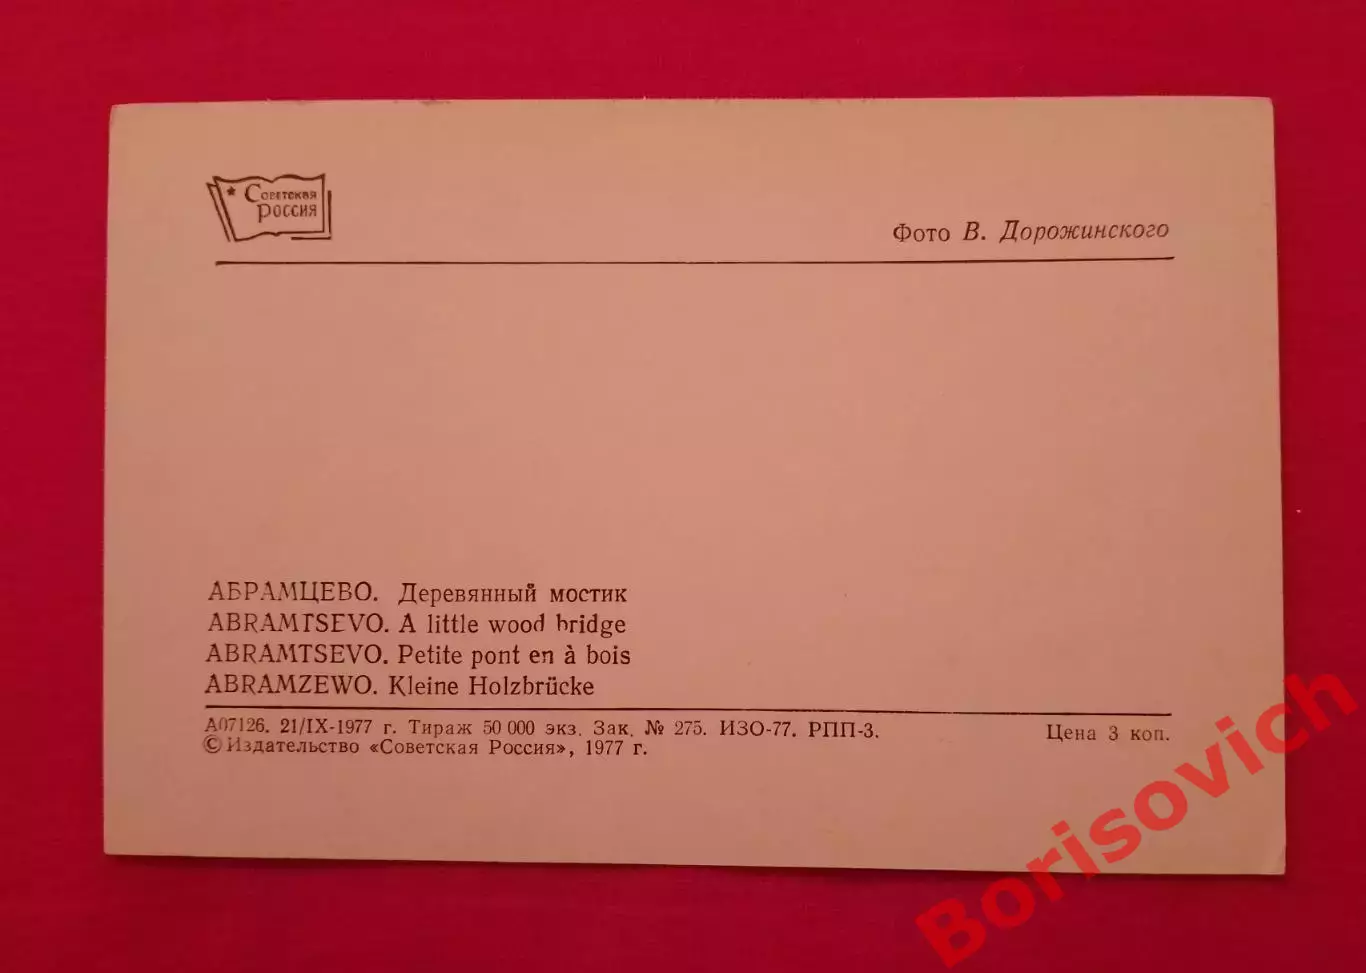 Советская
Россия
Фото В. Дорожинского
АБРАМЦЕВО. Деревянный мостик
ABRAMTSEVO. A little wood bridge
ABRAMTSEVO. Petite pont en à bois
ABRAMZEWO. Kleine Holzbrücke
А07126. 21/IX-1977 г. Тираж 50 000 экз. Зак. № 275. ИЗО-77. РПП-3. Цена 3 коп.
© Издательство «Советская Россия», 1977 г.
Borisovich